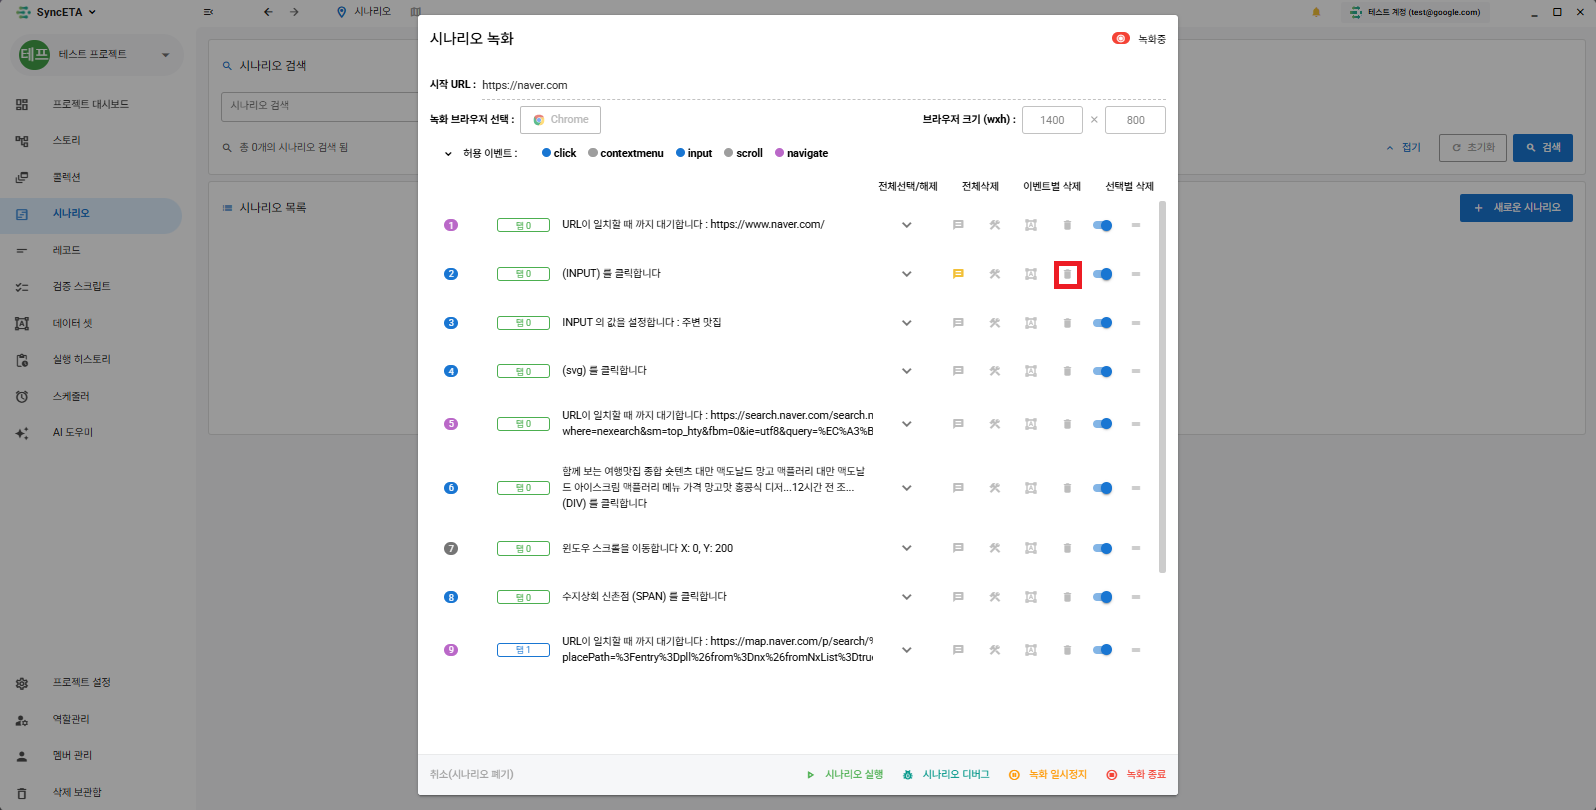 SyncETA
시나리오
테스트 계정 (test@google.com)
테프
테스트 프로젝트
프로젝트 대시보드
스토리
콜렉션
시나리오
레코드
검증 스크립트
데이터 셋
실행 히스토리
스케줄러
AI 도우미
프로젝트 설정
역할관리
멤버 관리
삭제 보관함
시나리오 검색
시나리오 검색
총 0개의 시나리오 검색 됨
접기
초기화
검색
시나리오 목록
새로운 시나리오
시나리오 녹화
녹화중
시작 URL : https://naver.com
녹화 브라우저 선택 : Chrome
브라우저 크기 (wxh) : 1400 × 800
허용 이벤트 : click contextmenu input scroll navigate
전체선택/해제 전체삭제 이벤트별 삭제 선택별 삭제
1 탭 0 URL이 일치할 때 까지 대기합니다 : https://www.naver.com/
2 탭 0 (INPUT) 를 클릭합니다
3 탭 0 INPUT 의 값을 설정합니다 : 주변 맛집
4 탭 0 (svg) 를 클릭합니다
5 탭 0 URL이 일치할 때 까지 대기합니다 : https://search.naver.com/search.n
where=nexearch&sm=top_hty&fbm=0&ie=utf8&query=%EC%A3%B
6 탭 0 함께 보는 여행맛집 종합 숏텐츠 대만 맥도날드 망고 맥플러리 대만 맥도날
드 아이스크림 맥플러리 메뉴 가격 망고맛 홍콩식 디저...12시간 전 조...
(DIV) 를 클릭합니다
7 탭 0 윈도우 스크롤을 이동합니다 X: 0, Y: 200
8 탭 0 수지상회 신촌점 (SPAN) 를 클릭합니다
9 탭 1 URL이 일치할 때 까지 대기합니다 : https://map.naver.com/p/search/%
placePath=%3Fentry%3Dpll%26from%3Dnx%26fromNxList%3Dtrue
취소(시나리오 폐기)
시나리오 실행
시나리오 디버그
녹화 일시정지
녹화 종료